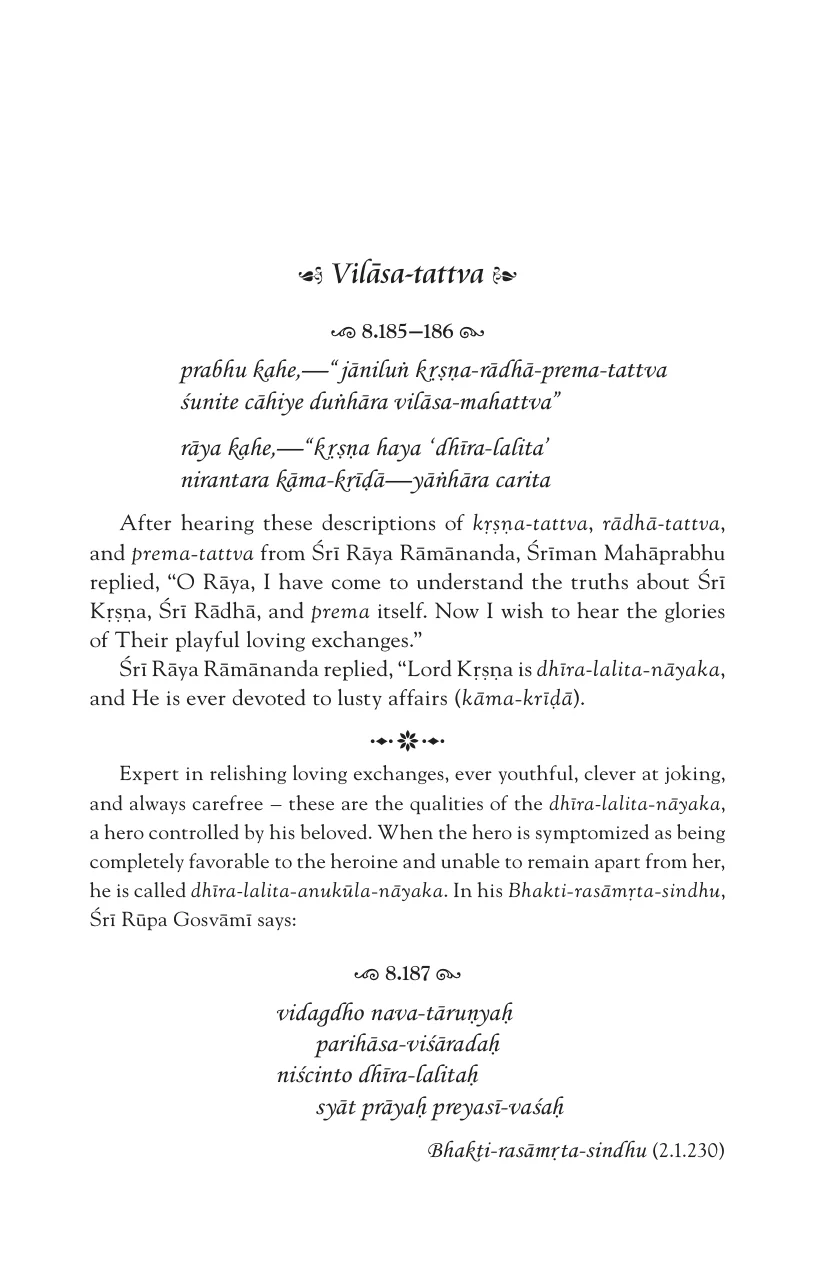 Vilāsa-tattva
8.185–186
prabhu kahe,—“jāniluṅ kṛṣṇa-rādhā-prema-tattva
śunite cāhiye duṅhāra vilāsa-mahattva”
rāya kahe,—“kṛṣṇa haya ‘dhīra-lalita’
nirantara kāma-krīḍā—yāṅhāra carita
After hearing these descriptions of kṛṣṇa-tattva, rādhā-tattva,
and prema-tattva from Śrī Rāya Rāmānanda, Śrīman Mahāprabhu
replied, “O Rāya, I have come to understand the truths about Śrī
Kṛṣṇa, Śrī Rādhā, and prema itself. Now I wish to hear the glories
of Their playful loving exchanges.”
Śrī Rāya Rāmānanda replied, “Lord Kṛṣṇa is dhīra-lalita-nāyaka,
and He is ever devoted to lusty affairs (kāma-krīḍā).
Expert in relishing loving exchanges, ever youthful, clever at joking,
and always carefree – these are the qualities of the dhīra-lalita-nāyaka,
a hero controlled by his beloved. When the hero is symptomized as being
completely favorable to the heroine and unable to remain apart from her,
he is called dhīra-lalita-anukūla-nāyaka. In his Bhakti-rasāmṛta-sindhu,
Śrī Rūpa Gosvāmī says:
8.187
vidagdho nava-tāruṇyaḥ
parihāsa-viśāradaḥ
niścinto dhīra-lalitaḥ
syāt prāyaḥ preyasī-vaśaḥ
Bhakti-rasāmṛta-sindhu (2.1.230)